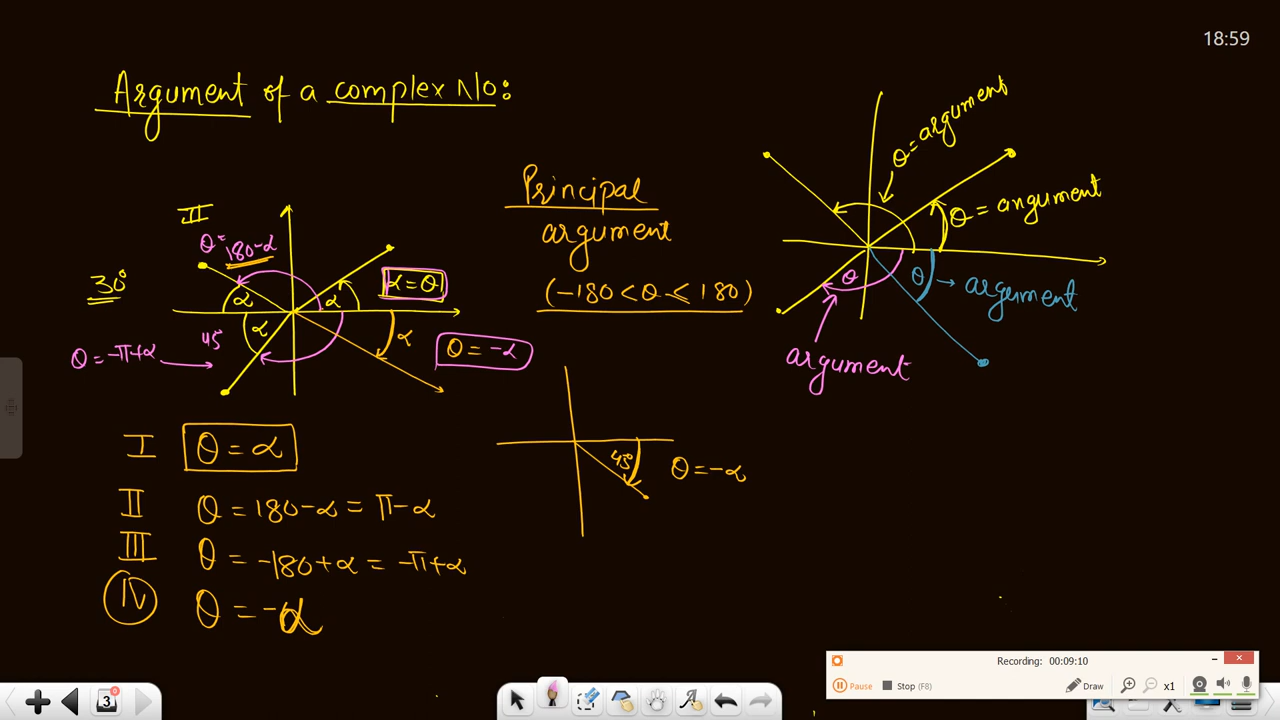 18:59
Argument of a complex No:
θ = argument
θ = argument
θ → argument
θ
argument
Principal
argument
(-180 < θ ≤ 180)
II
θ = 180-α
30°
α
α
α = θ
α
α
45°
θ = -π+α
θ = -α
45°
θ = -α
I θ = α
II θ = 180-α = π-α
III θ = -180+α = -π+α
IV θ = -α
Recording: 00:09:10
Pause Stop (F8) Draw x1
3 0